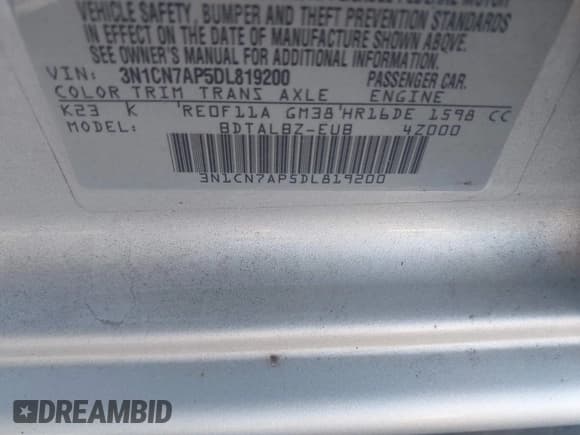 VEHICLE SAFETY, BUMPER AND THEFT PREVENTION STANDARDS
IN EFFECT ON THE DATE OF MANUFACTURE SHOWN ABOVE.
SEE OWNER'S MANUAL FOR ADDITIONAL INFORMATION.
VIN: 3N1CN7AP5DL819200 PASSENGER CAR.
COLOR TRIM TRANS AXLE ENGINE
K23 K 'RE0F11A GM38'HR16DE 1598 CC
BDTALBZ-EUB 4Z000
3N1CN7AP5DL819200
DREAMBID